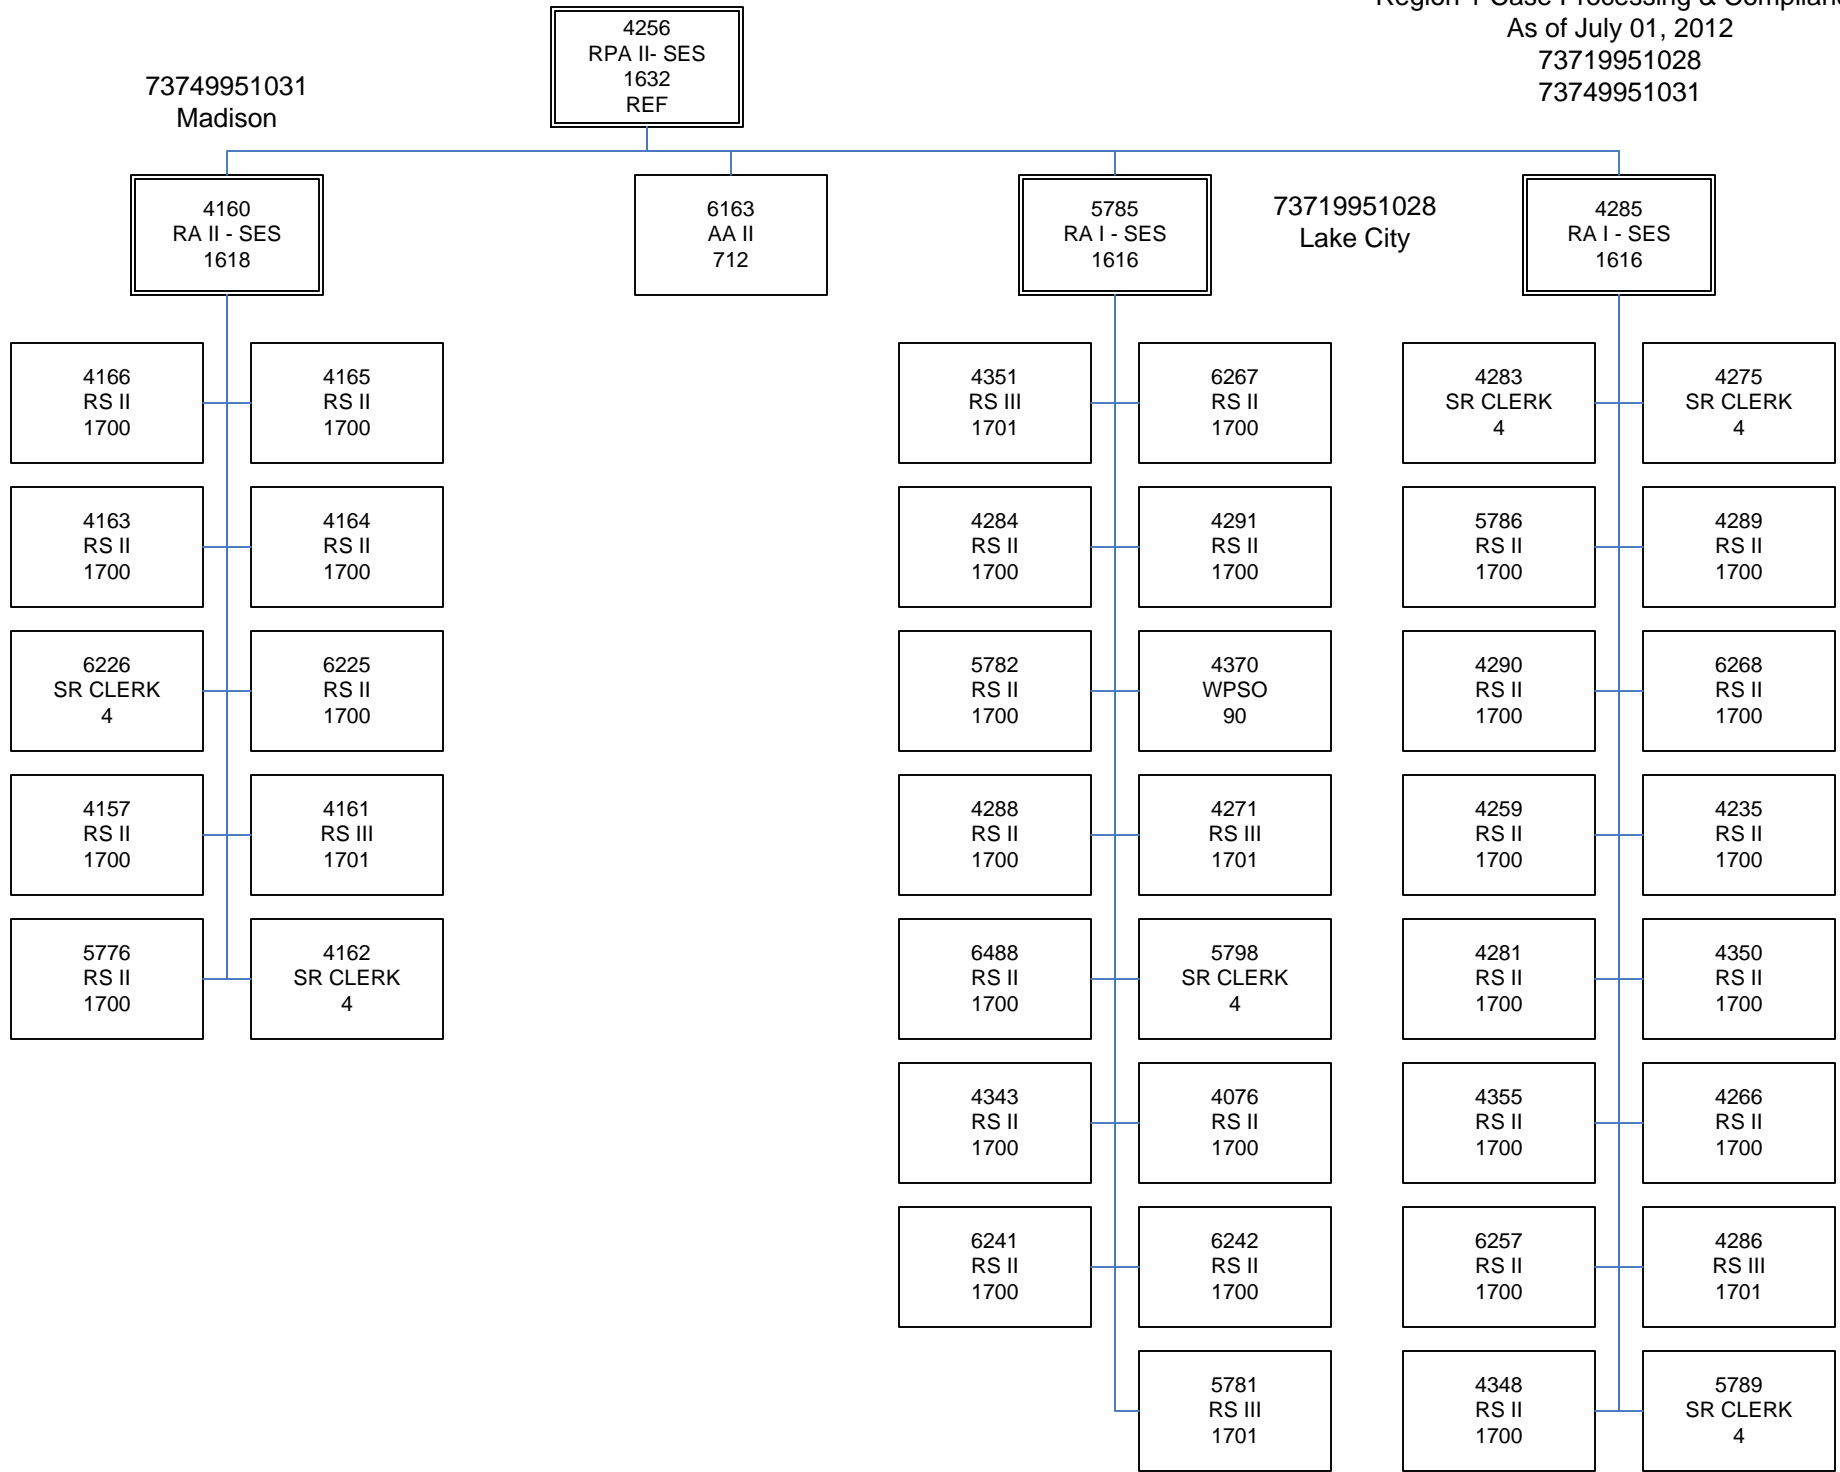 Region 1 Case Processing &
As of July 01, 2012
73719951028
73749951031
4256
RPA II- SES
1632
REF
73749951031
Madison
4160
RA II - SES
1618
6163
AA II
712
5785
RA I - SES
1616
73719951028
Lake City
4285
RA I - SES
1616
4166
RS II
1700
4165
RS II
1700
4163
RS II
1700
4164
RS II
1700
6226
SR CLERK
4
6225
RS II
1700
4157
RS II
1700
4161
RS III
1701
5776
RS II
1700
4162
SR CLERK
4
4351
RS III
1701
6267
RS II
1700
4284
RS II
1700
4291
RS II
1700
5782
RS II
1700
4370
WPSO
90
4288
RS II
1700
4271
RS III
1701
6488
RS II
1700
5798
SR CLERK
4
4343
RS II
1700
4076
RS II
1700
6241
RS II
1700
6242
RS II
1700
5781
RS III
1701
4283
SR CLERK
4
4275
SR CLERK
4
5786
RS II
1700
4289
RS II
1700
4290
RS II
1700
6268
RS II
1700
4259
RS II
1700
4235
RS II
1700
4281
RS II
1700
4350
RS II
1700
4355
RS II
1700
4266
RS II
1700
6257
RS II
1700
4286
RS III
1701
4348
RS II
1700
5789
SR CLERK
4